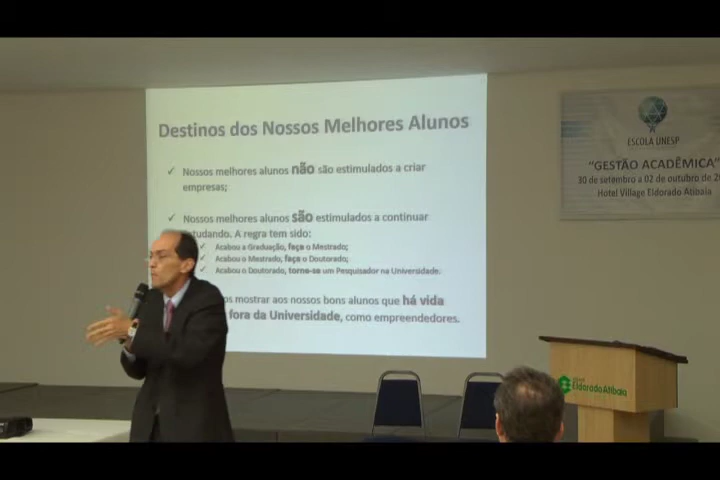 Destinos dos Nossos Melhores Alunos
✓ Nossos melhores alunos não são estimulados a criar
empresas;
✓ Nossos melhores alunos são estimulados a continuar
tudando. A regra tem sido:
✓ Acabou a Graduação, faça o Mestrado;
✓ Acabou o Mestrado, faça o Doutorado;
✓ Acabou o Doutorado, torne-se um Pesquisador na Universidade.
os mostrar aos nossos bons alunos que há vida
fora da Universidade, como empreendedores.
ESCOLA UNESP
"GESTÃO ACADÊMICA"
30 de setembro a 02 de outubro de 20
Hotel Village Eldorado Atibaia
Eldorado Atibaia